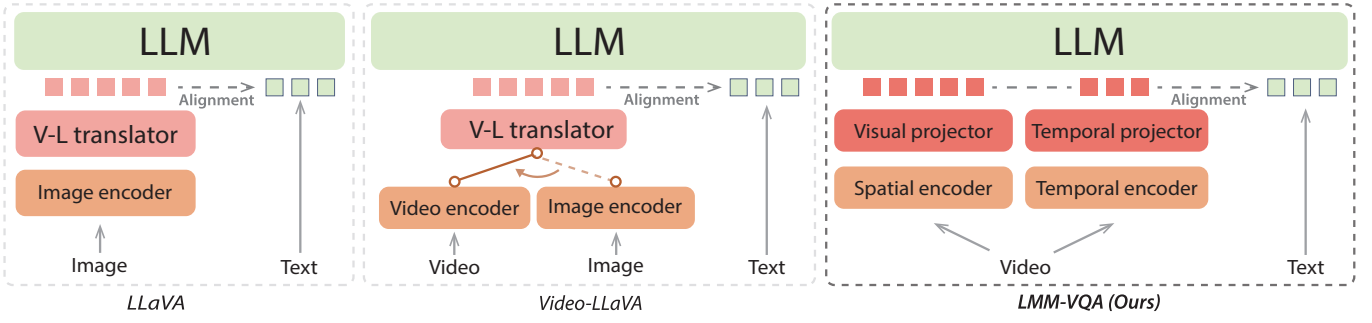 LLM
Alignment
V-L translator
Image encoder
Image
Text
LLaVA
LLM
Alignment
V-L translator
Video encoder
Image encoder
Video
Image
Text
Video-LLaVA
LLM
Alignment
Visual projector
Temporal projector
Spatial encoder
Temporal encoder
Video
Text
LMM-VQA (Ours)